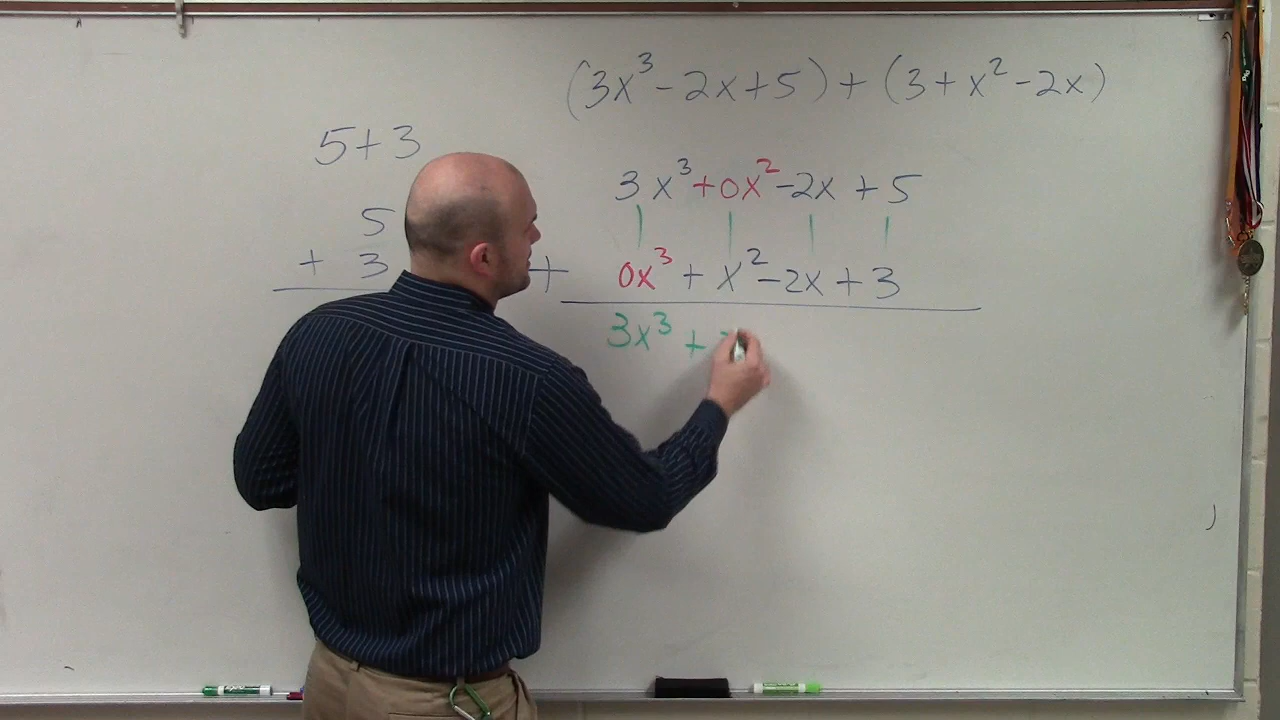 (3x³-2x+5)+(3+x²-2x)
5+3
3x³+0x²-2x+5
5
+ 3
+ 0x³+x²-2x+3
3x³+